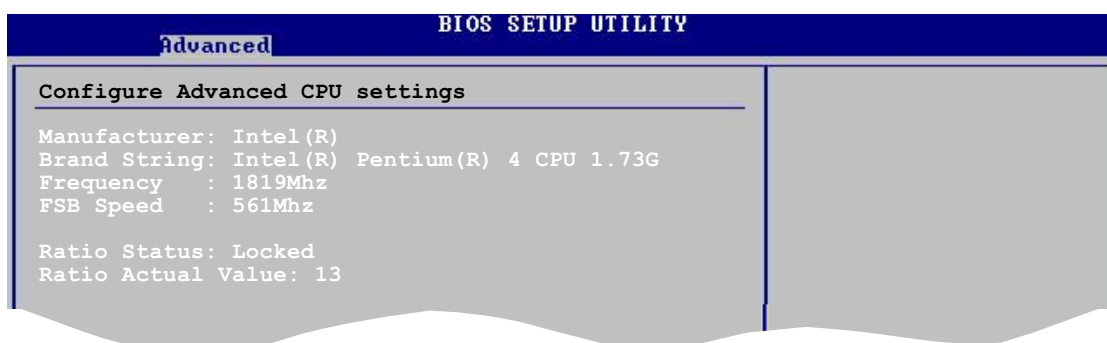 BIOS SETUP UTILITY
Advanced
Configure Advanced CPU settings
Manufacturer: Intel(R)
Brand String: Intel(R) Pentium(R) 4 CPU 1.73G
Frequency : 1819Mhz
FSB Speed : 561Mhz
Ratio Status: Locked
Ratio Actual Value: 13